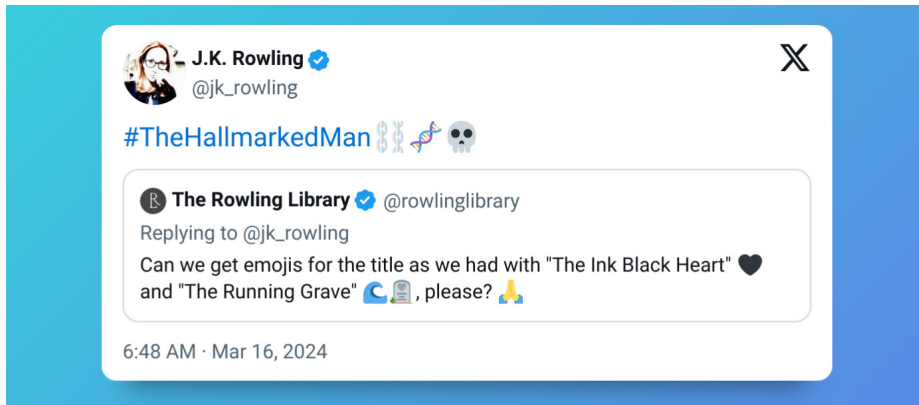 J.K. Rowling
@jk_rowling
#TheHallmarkedMan⛓️🧬💀
R The Rowling Library @rowlinglibrary
Replying to @jk_rowling
Can we get emojis for the title as we had with "The Ink Black Heart" 🖤
and "The Running Grave" 🌊🪦, please? 🙏
6:48 AM · Mar 16, 2024